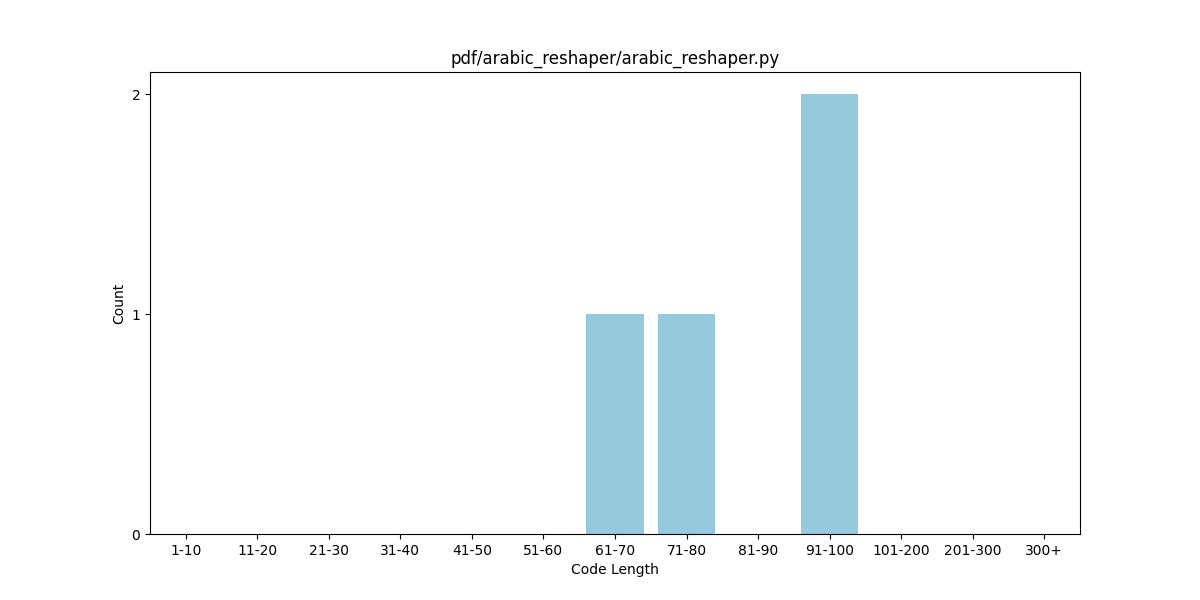 pdf/arabic_reshaper/arabic_reshaper.py
Count
2
1
0
1-10 11-20 21-30 31-40 41-50 51-60 61-70 71-80 81-90 91-100 101-200 201-300 300+
Code Length